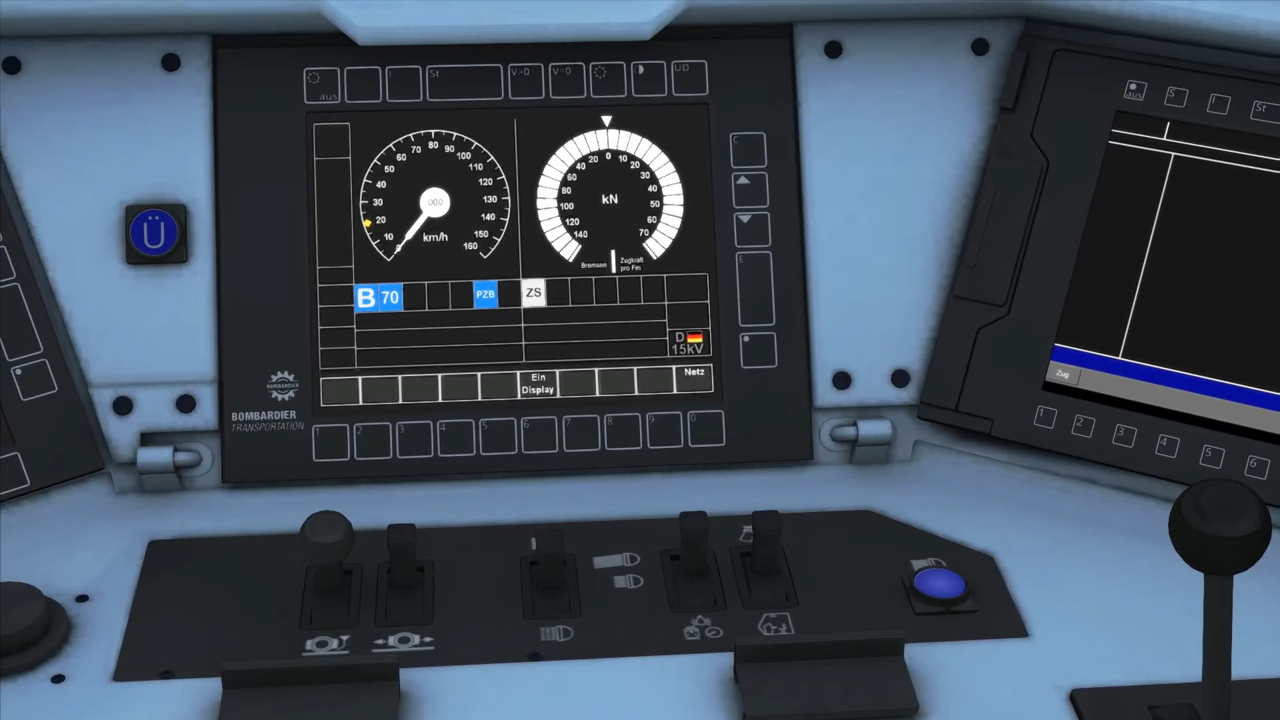 aus
St
V>0
V=0
UD
aus
S
I
St
Ü
80
70 90
60 100
50 110
40 120
30 130
20 140
10 150
0 160
000
km/h
0
20 10
40 20
60 30
80 40
100 50
120 60
140 70
kN
Bremsen
Zugkraft
pro Fm
C
E
B 70
PZB
ZS
D
15kV
Ein
Display
Netz
Zug
BOMBARDIER
BOMBARDIER
TRANSPORTATION
1 2 3 4 5 6 7 8 9 0
1 2 3 4 5 6